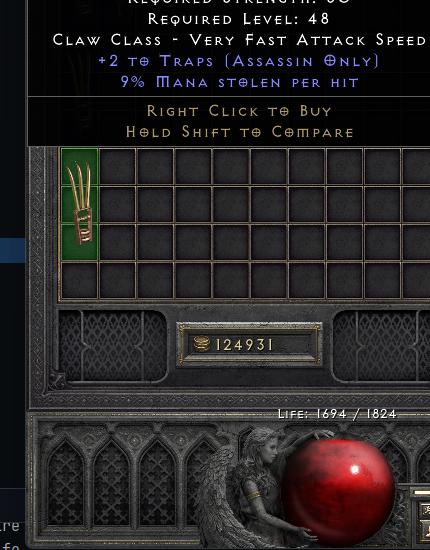 Required Level: 48
Claw Class - Very Fast Attack Speed
+2 to Traps (Assassin Only)
9% Mana stolen per hit
Right Click to Buy
Hold Shift to Compare
124931
Life: 1694 / 1824